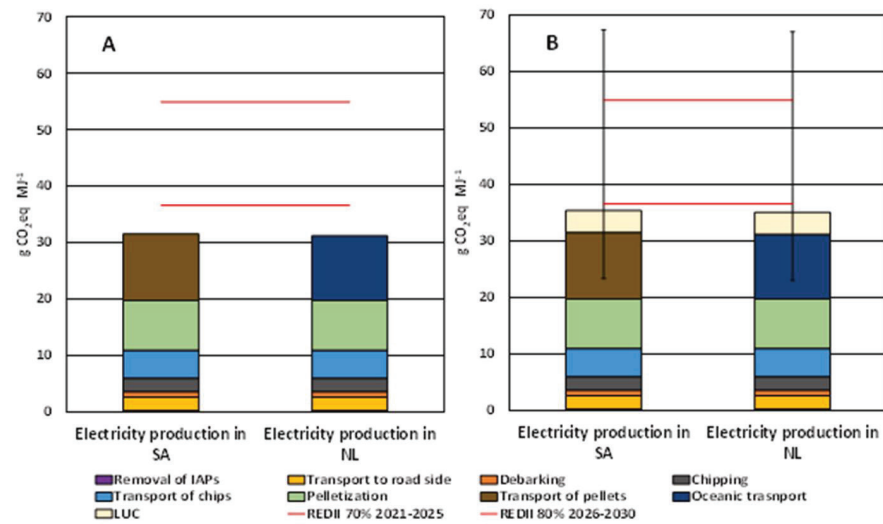 70
60
50
40
30
20
10
0
g CO2eq MJ-1
A
Electricity production in
SA
Electricity production in
NL
70
60
50
40
30
20
10
0
g CO2eq MJ-1
B
Electricity production in
SA
Electricity production in
NL
Removal of IAPs
Transport to road side
Debarking
Chipping
Transport of chips
Pelletization
Transport of pellets
Oceanic trasnport
LUC
REDII 70% 2021-2025
REDII 80% 2026-2030